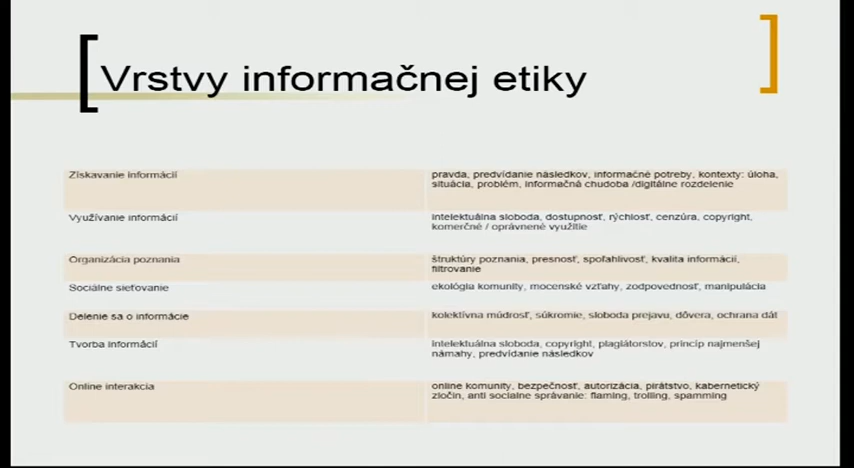 Vrstvy informačnej etiky
Získavanie informácií
pravda, predvídanie následkov, informačné potreby, kontexty: úloha,
situácia, problém, informačná chudoba /digitálne rozdelenie
Využívanie informácií
intelektuálna sloboda, dostupnosť, rýchlosť, cenzúra, copyright,
komerčné / oprávnené využitie
Organizácia poznania
štruktúry poznania, presnosť, spoľahlivosť, kvalita informácií,
filtrovanie
Sociálne sieťovanie
ekológia komunity, mocenské vzťahy, zodpovednosť, manipulácia
Delenie sa o informácie
kolektívna múdrosť, súkromie, sloboda prejavu, dôvera, ochrana dát
Tvorba informácií
intelektuálna sloboda, copyright, plagiátorstov, princíp najmenšej
námahy, predvídanie následkov
Online interakcia
online komunity, bezpečnosť, autorizácia, pirátstvo, kabernetický
zločin, anti socialne správanie: flaming, trolling, spamming